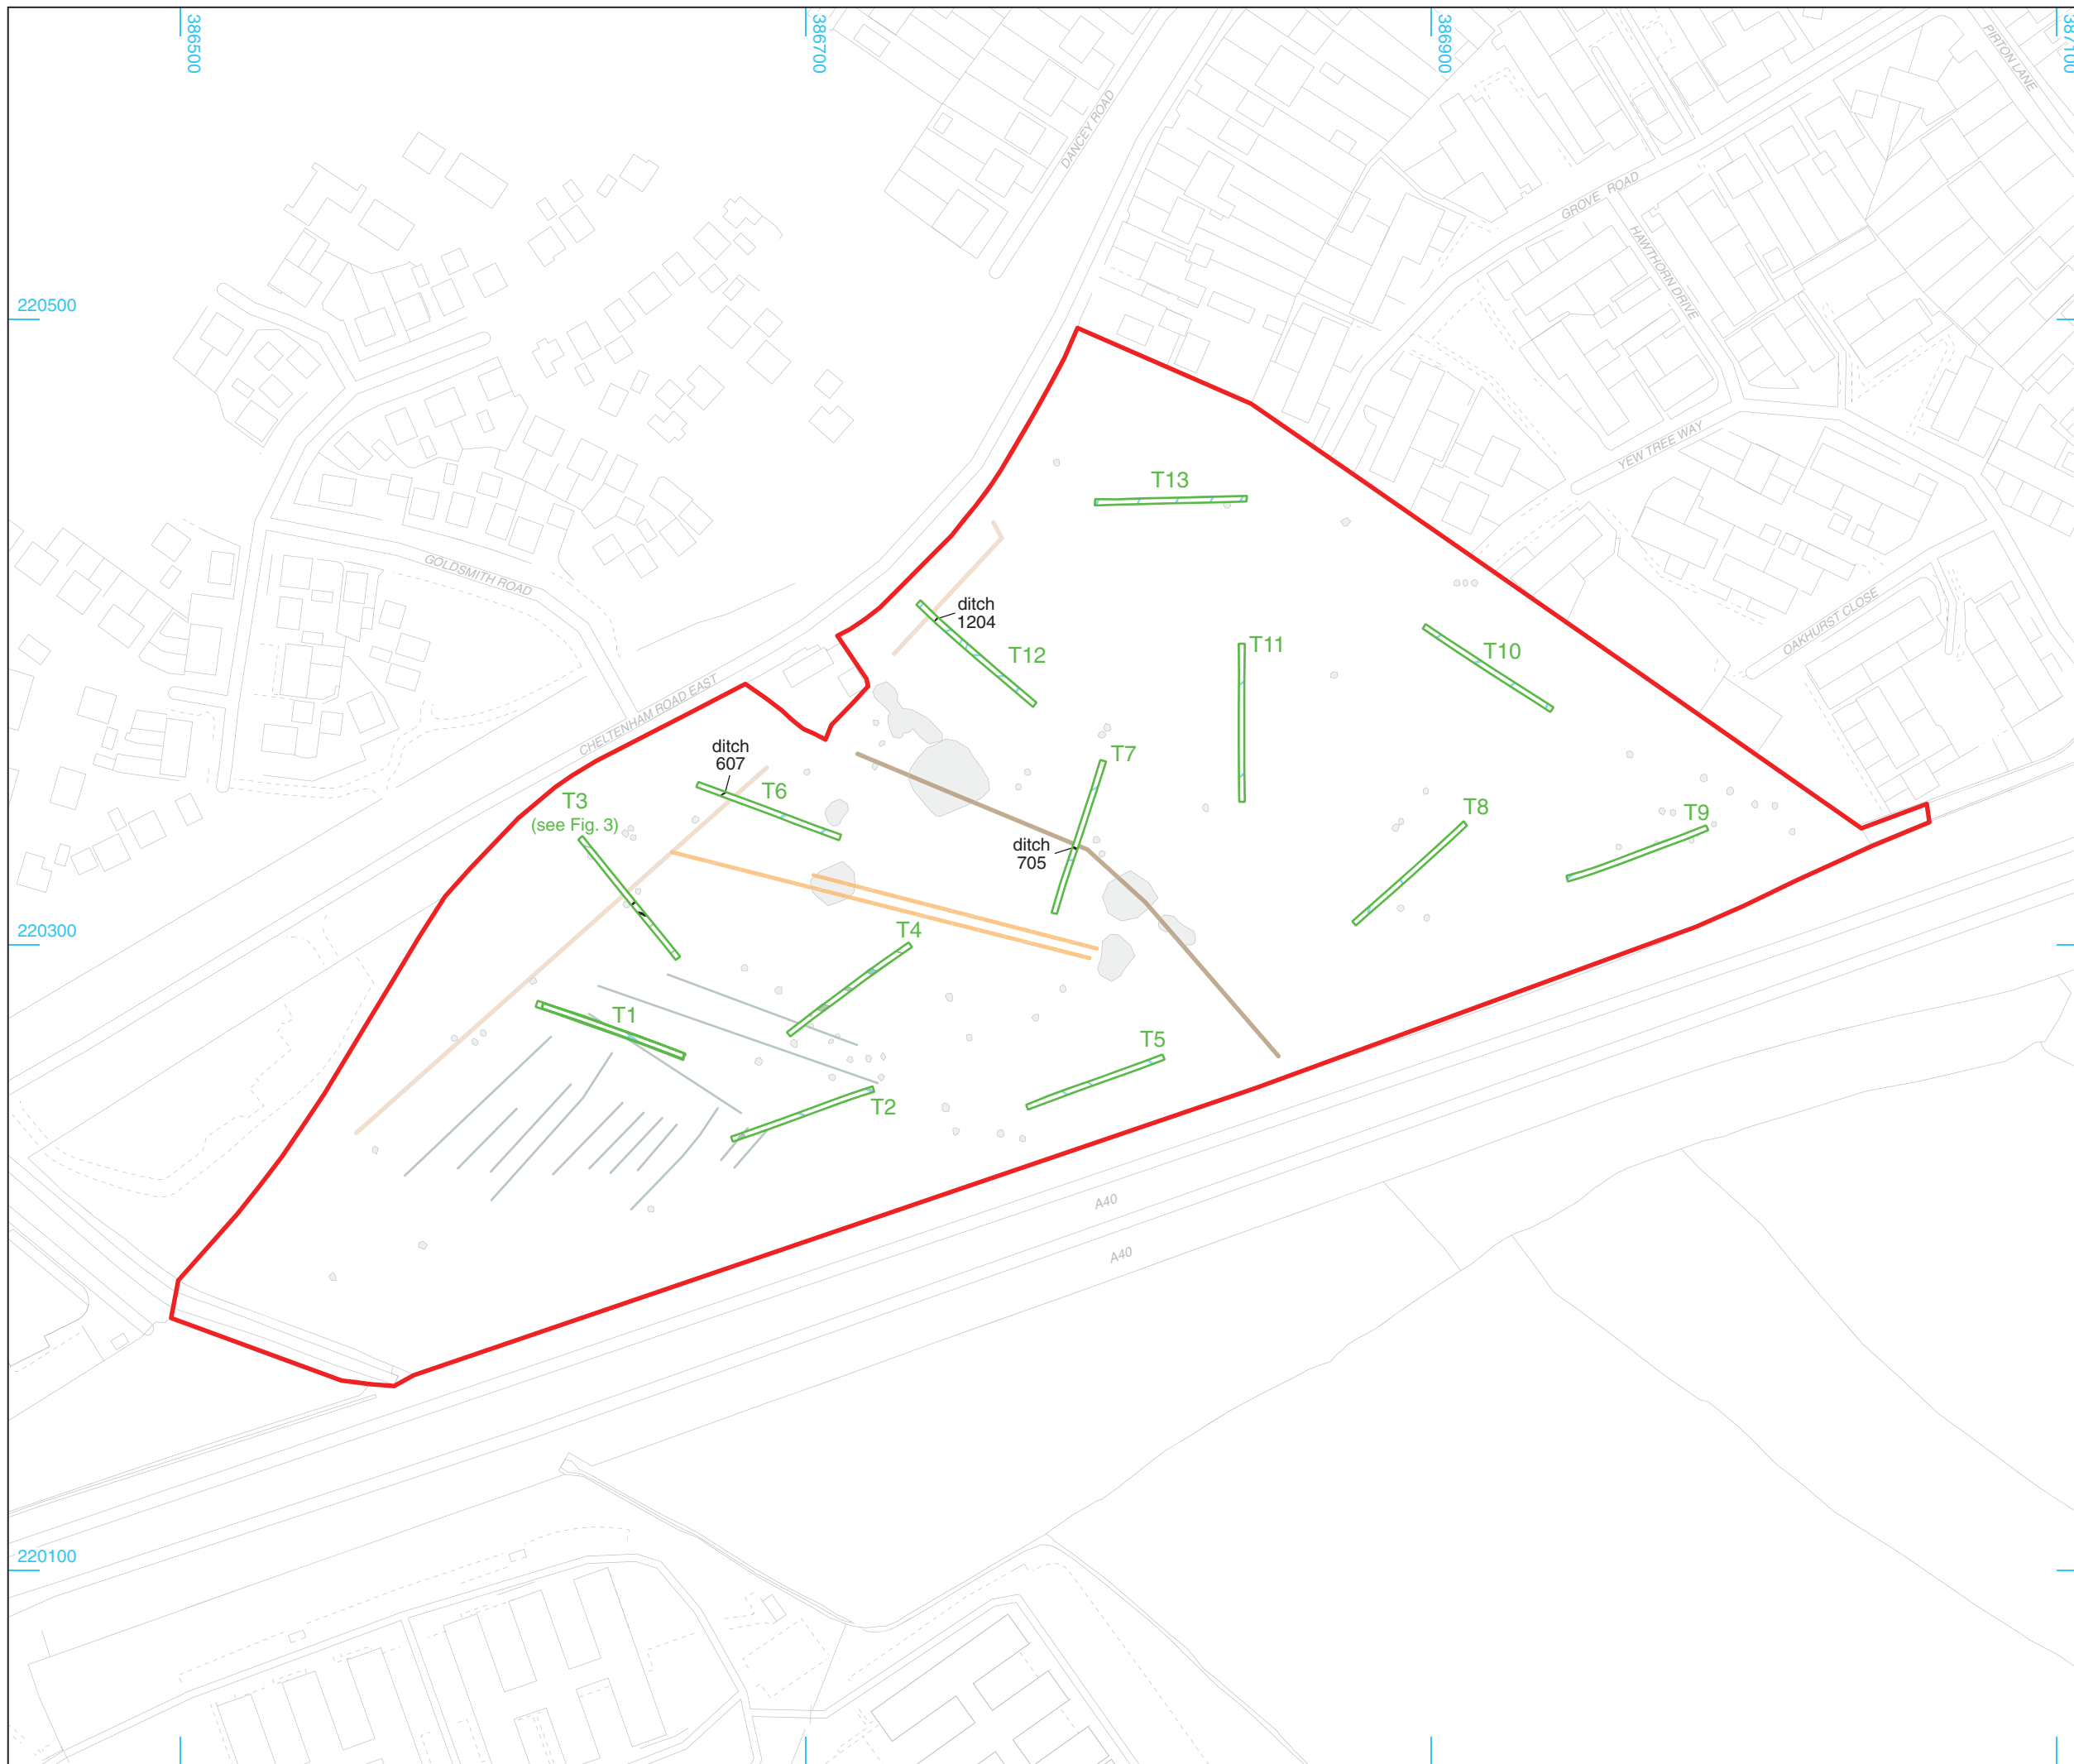 386500
386700
386900
387100
PIRTON LANE
DANCEY ROAD
GROVE ROAD
HAWTHORN DRIVE
220500
YEW TREE WAY
T13
GOLDSMITH ROAD
ditch
1204
OAKHURST CLOSE
T12
T11
T10
CHELTENHAM ROAD EAST
ditch
607
T7
T6
T3
(see Fig. 3)
T8
T9
ditch
705
220300
T4
T1
T5
T2
A40
A40
220100